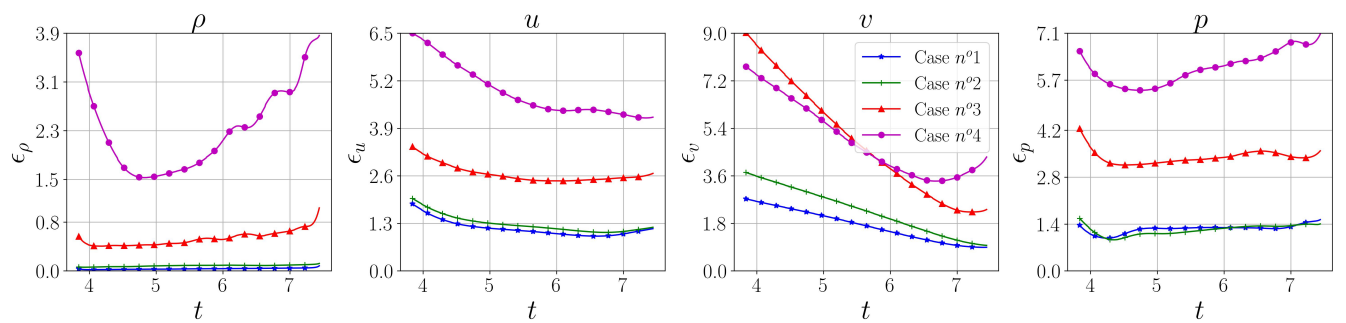 ρ
ϵρ
3.9
3.1
2.3
1.5
0.8
0.0
4 5 6 7
t
u
ϵu
6.5
5.2
3.9
2.6
1.3
0.0
4 5 6 7
t
v
ϵv
9.0
7.2
5.4
3.6
1.8
0.0
4 5 6 7
t
Case nº1
Case nº2
Case nº3
Case nº4
p
ϵp
7.1
5.7
4.2
2.8
1.4
0.0
4 5 6 7
t